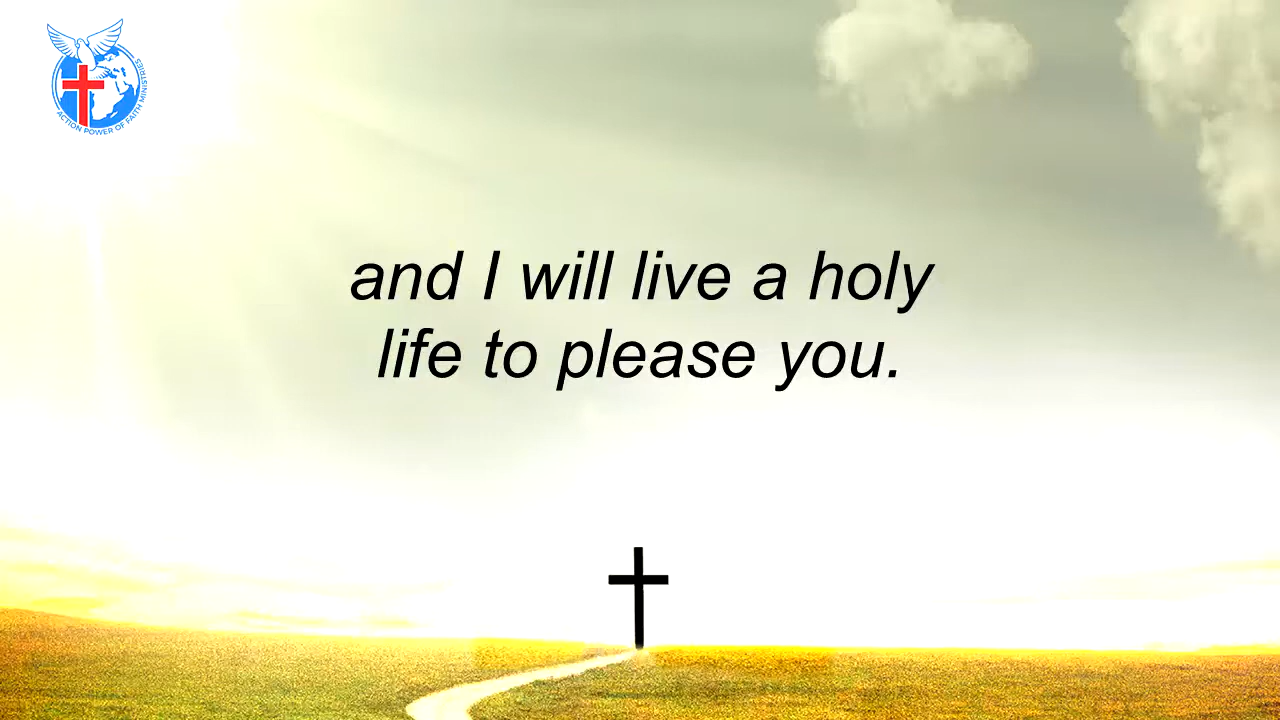 ACTION POWER OF FAITH MINISTRIES
and I will live a holy
life to please you.